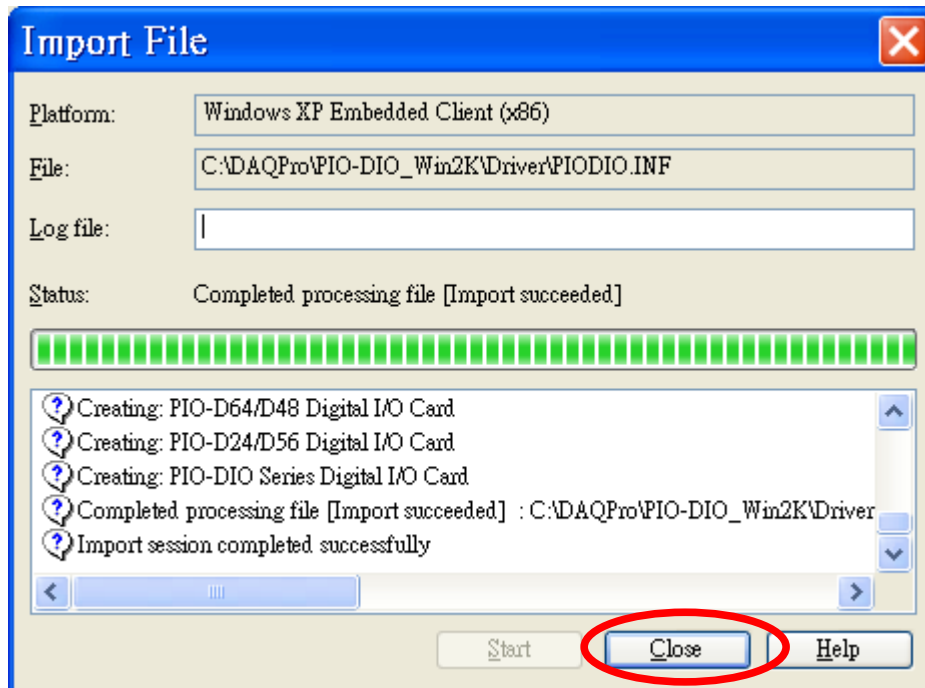 Import File
Platform: Windows XP Embedded Client (x86)
File: C:\DAQPro\PIO-DIO_Win2K\Driver\PIODIO.INF
Log file:
Status: Completed processing file [Import succeeded]
Creating: PIO-D64/D48 Digital I/O Card
Creating: PIO-D24/D56 Digital I/O Card
Creating: PIO-DIO Series Digital I/O Card
Completed processing file [Import succeeded] : C:\DAQPro\PIO-DIO_Win2K\Driver
Import session completed successfully
Start Close Help